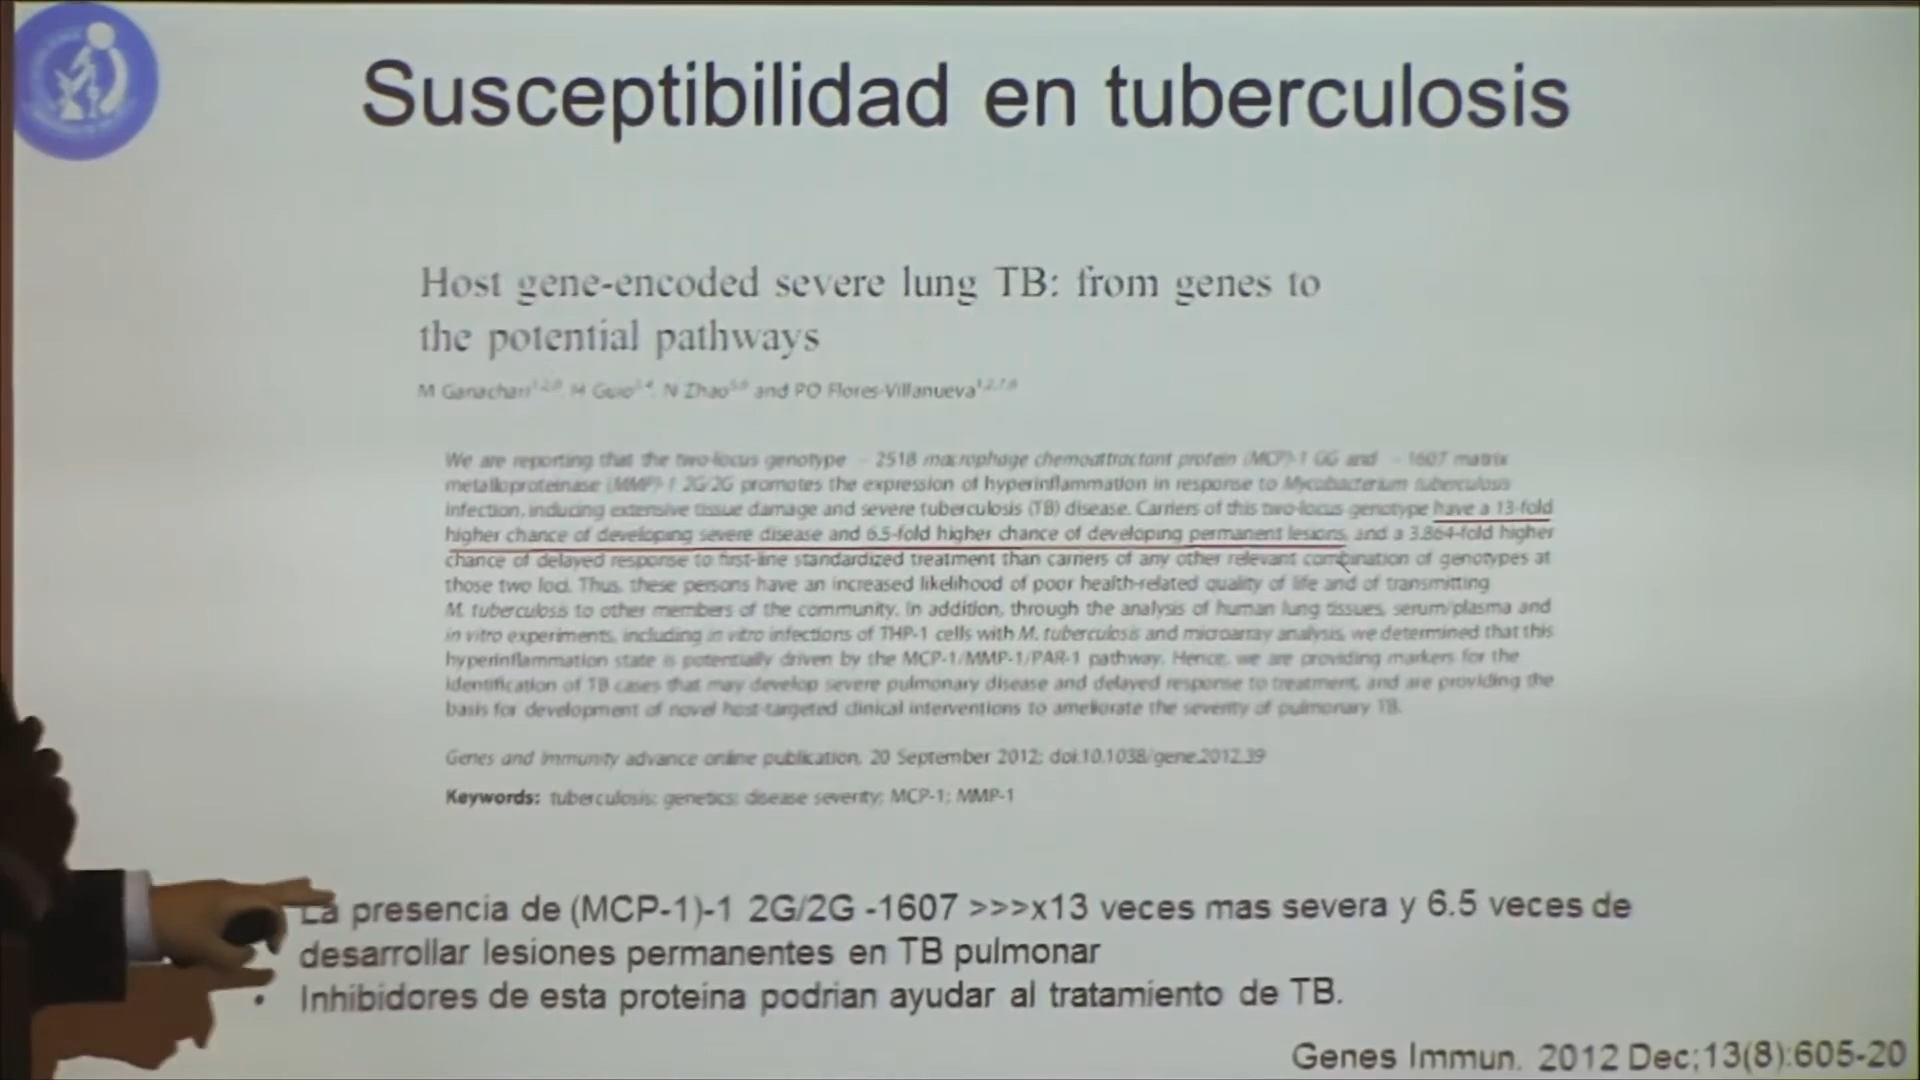 Susceptibilidad en tuberculosis
Host gene-encoded severe lung TB: from genes to
the potential pathways
M Ganachari, H Guio, N Zhao and PO Flores-Villanueva
We are reporting that the two-locus genotype - 2518 macrophage chemoattractant protein (MCP)-1 GG and - 1607 matrix
metalloproteinase (MMP)-1 2G/2G promotes the expression of hyperinflammation in response to Mycobacterium tuberculosis
infection, inducing extensive tissue damage and severe tuberculosis (TB) disease. Carriers of this two-locus genotype have a 13-fold
higher chance of developing severe disease and 6.5-fold higher chance of developing permanent lesions, and a 3.864-fold higher
chance of delayed response to first-line standardized treatment than carriers of any other relevant combination of genotypes at
those two loci. Thus, these persons have an increased likelihood of poor health-related quality of life and of transmitting
M. tuberculosis to other members of the community. In addition, through the analysis of human lung tissues, serum/plasma and
in vitro experiments, including in vitro infections of THP-1 cells with M. tuberculosis and microarray analysis, we determined that this
hyperinflammation state is potentially driven by the MCP-1/MMP-1/PAR-1 pathway. Hence, we are providing markers for the
identification of TB cases that may develop severe pulmonary disease and delayed response to treatment, and are providing the
basis for development of novel host-targeted clinical interventions to ameliorate the severity of pulmonary TB.
Genes and Immunity advance online publication, 20 September 2012; doi:10.1038/gene.2012.39
Keywords: tuberculosis; genetics; disease severity; MCP-1; MMP-1
La presencia de (MCP-1)-1 2G/2G -1607 >>>x13 veces mas severa y 6.5 veces de
desarrollar lesiones permanentes en TB pulmonar
• Inhibidores de esta proteina podrian ayudar al tratamiento de TB.
Genes Immun. 2012 Dec;13(8):605-20